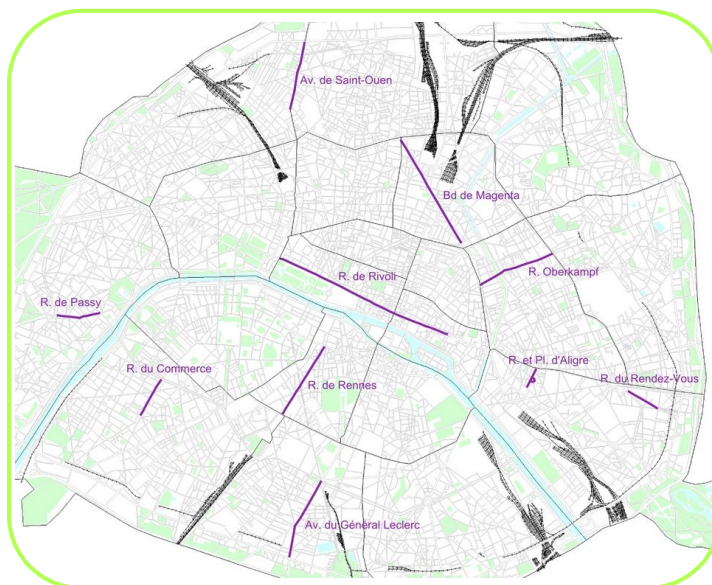 Av. de Saint-Ouen
Bd de Magenta
R. de Rivoli
R. Oberkampf
R. de Passy
R. du Commerce
R. de Rennes
R. et Pl. d'Aligre
R. du Rendez-Vous
Av. du Général Leclerc